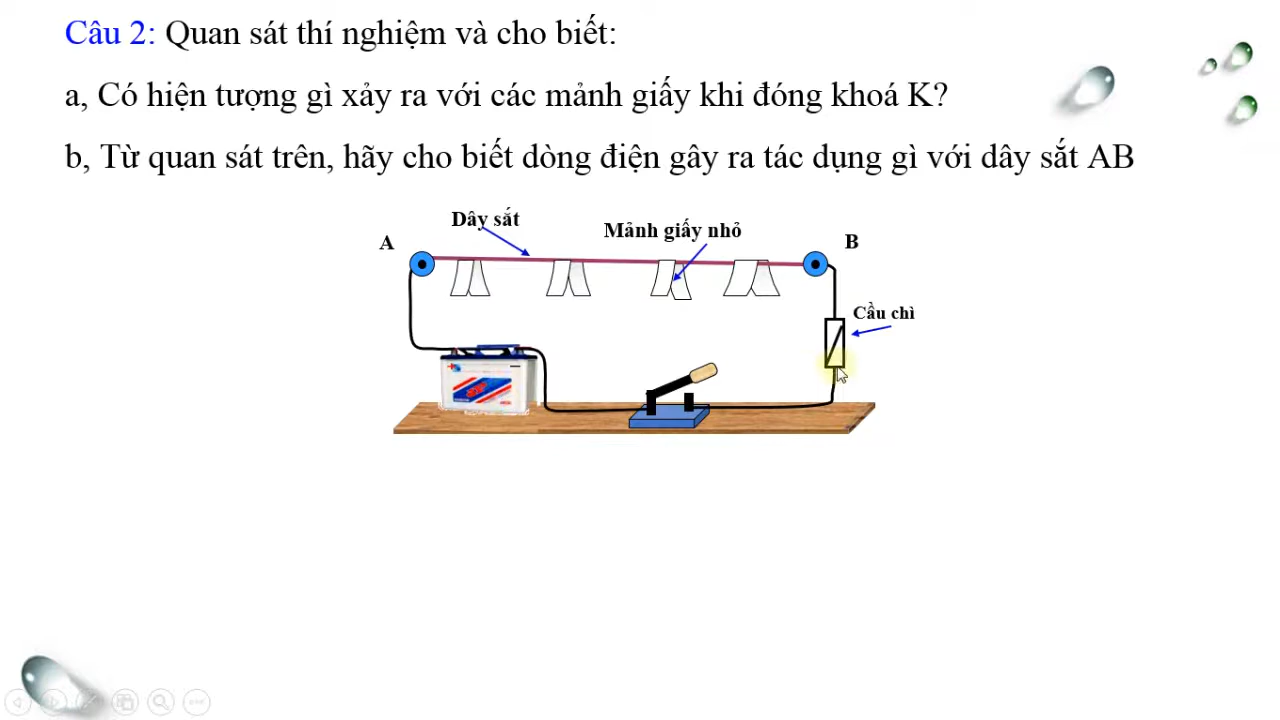 Câu 2: Quan sát thí nghiệm và cho biết:
a, Có hiện tượng gì xảy ra với các mảnh giấy khi đóng khoá K?
b, Từ quan sát trên, hãy cho biết dòng điện gây ra tác dụng gì với dây sắt AB
Dây sắt
Mảnh giấy nhỏ
A
B
Cầu chì